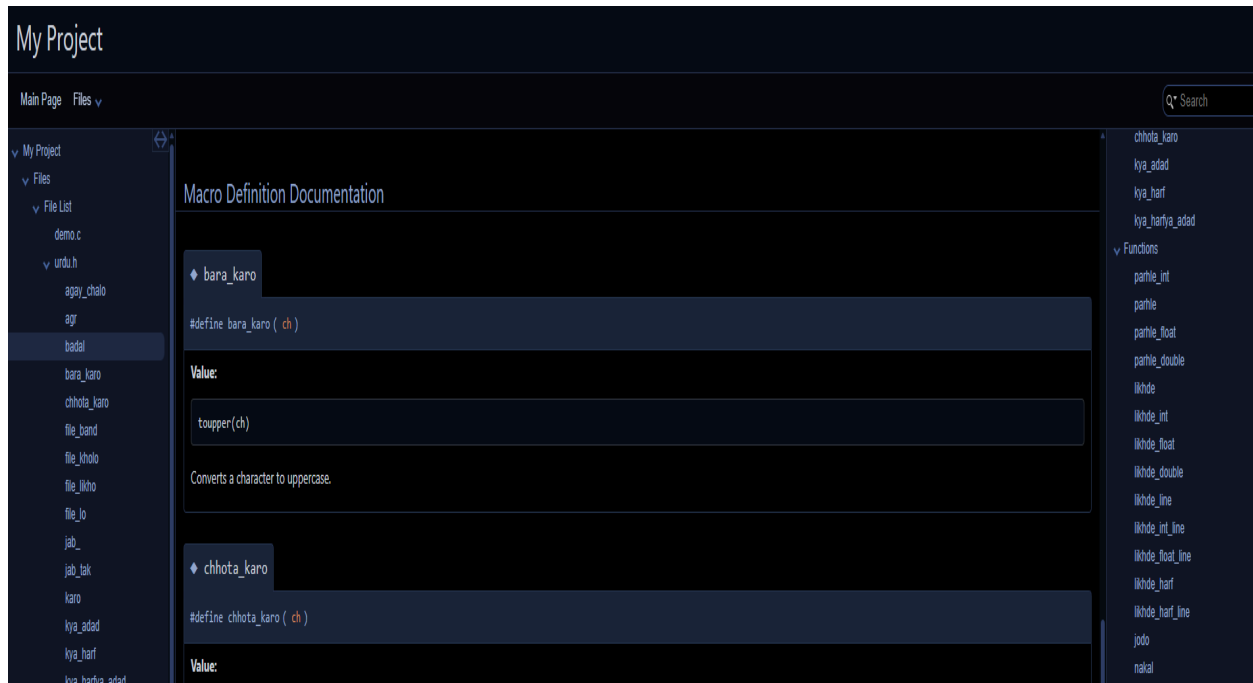 My Project
Main Page Files
Search
My Project
Files
File List
demo.c
urdu.h
agay_chalo
agr
badal
bara_karo
chhota_karo
file_band
file_kholo
file_likho
file_lo
jab_
jab_tak
karo
kya_adad
kya_harf
kya_harfya_adad
Macro Definition Documentation
◆ bara_karo
#define bara_karo ( ch )
Value:
toupper(ch)
Converts a character to uppercase.
◆ chhota_karo
#define chhota_karo ( ch )
Value:
chhota_karo
kya_adad
kya_harf
kya_harfya_adad
Functions
parhle_int
parhle
parhle_float
parhle_double
likhde
likhde_int
likhde_float
likhde_double
likhde_line
likhde_int_line
likhde_float_line
likhde_harf
likhde_harf_line
jodo
nakal